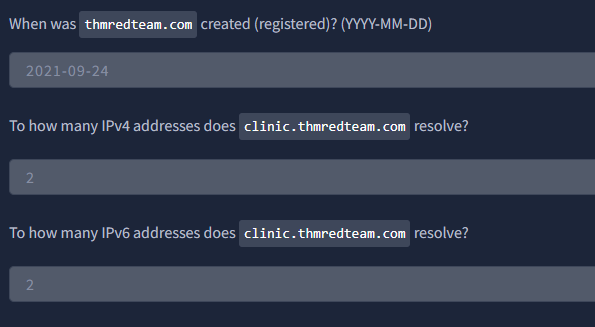 When was thmredteam.com created (registered)? (YYYY-MM-DD)
2021-09-24
To how many IPv4 addresses does clinic.thmredteam.com resolve?
2
To how many IPv6 addresses does clinic.thmredteam.com resolve?
2